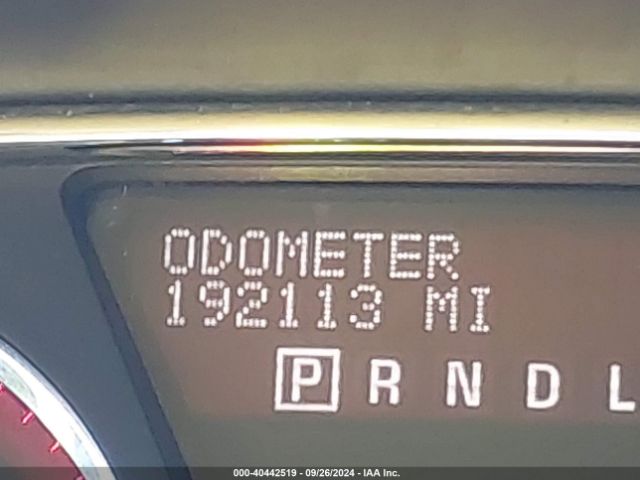 ODOMETER
192113 MI
P R N D L
000-40442519 - 09/26/2024 - IAA Inc.